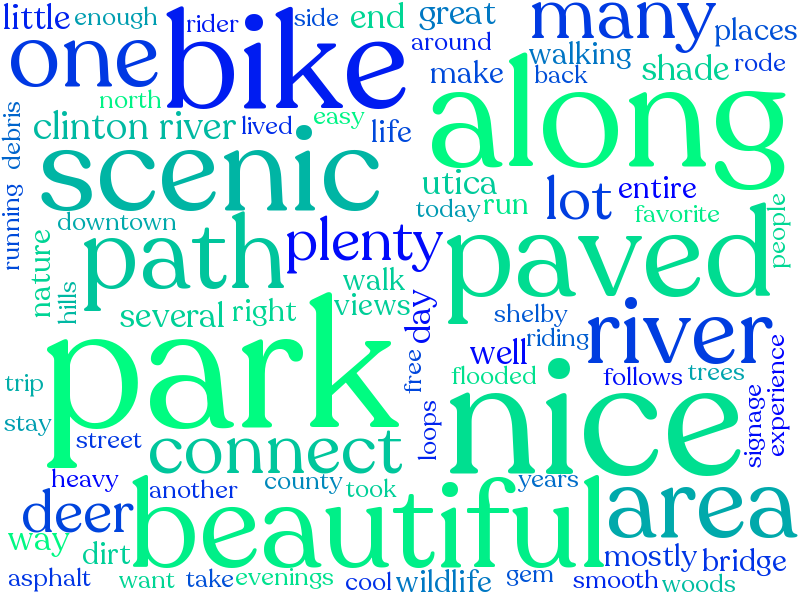 little enough rider side end great many places
one bike around walking
north make back shade rode
debris clinton river lived easy life along
scenic utica lot entire
running downtown today run favorite people
nature path plenty paved
hills walk
several right views day shelby
park free riding river
well
trip flooded follows trees
stay nice signage experience
street connect loops
heavy another county took years
deer beautiful area
way dirt mostly bridge
asphalt want take evenings cool wildlife gem smooth woods